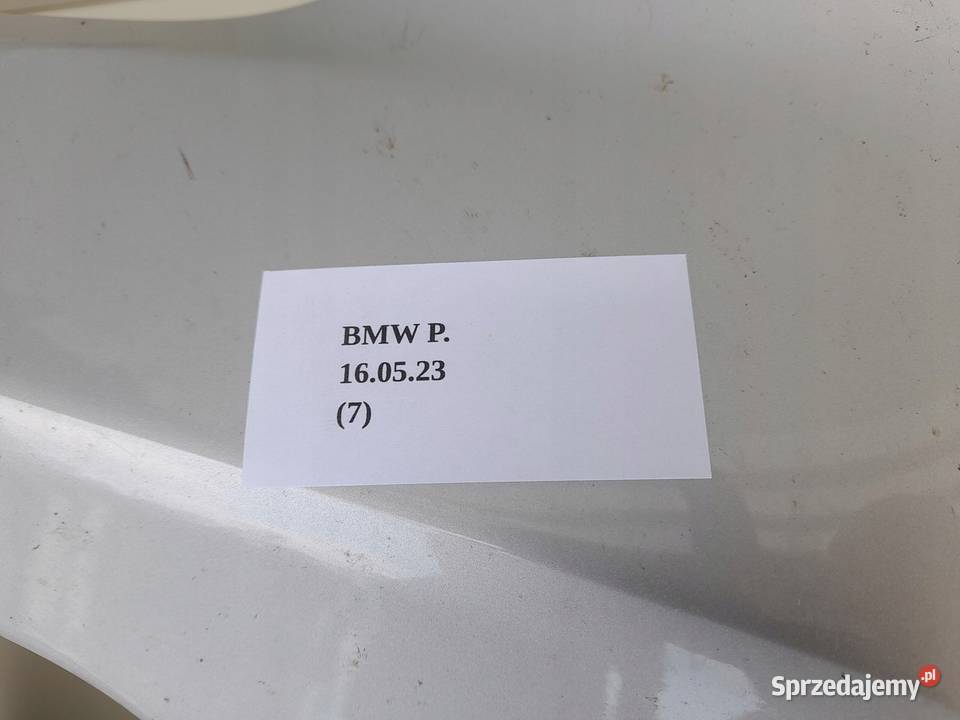 BMW P.
16.05.23
(7)
Sprzedajemy.pl